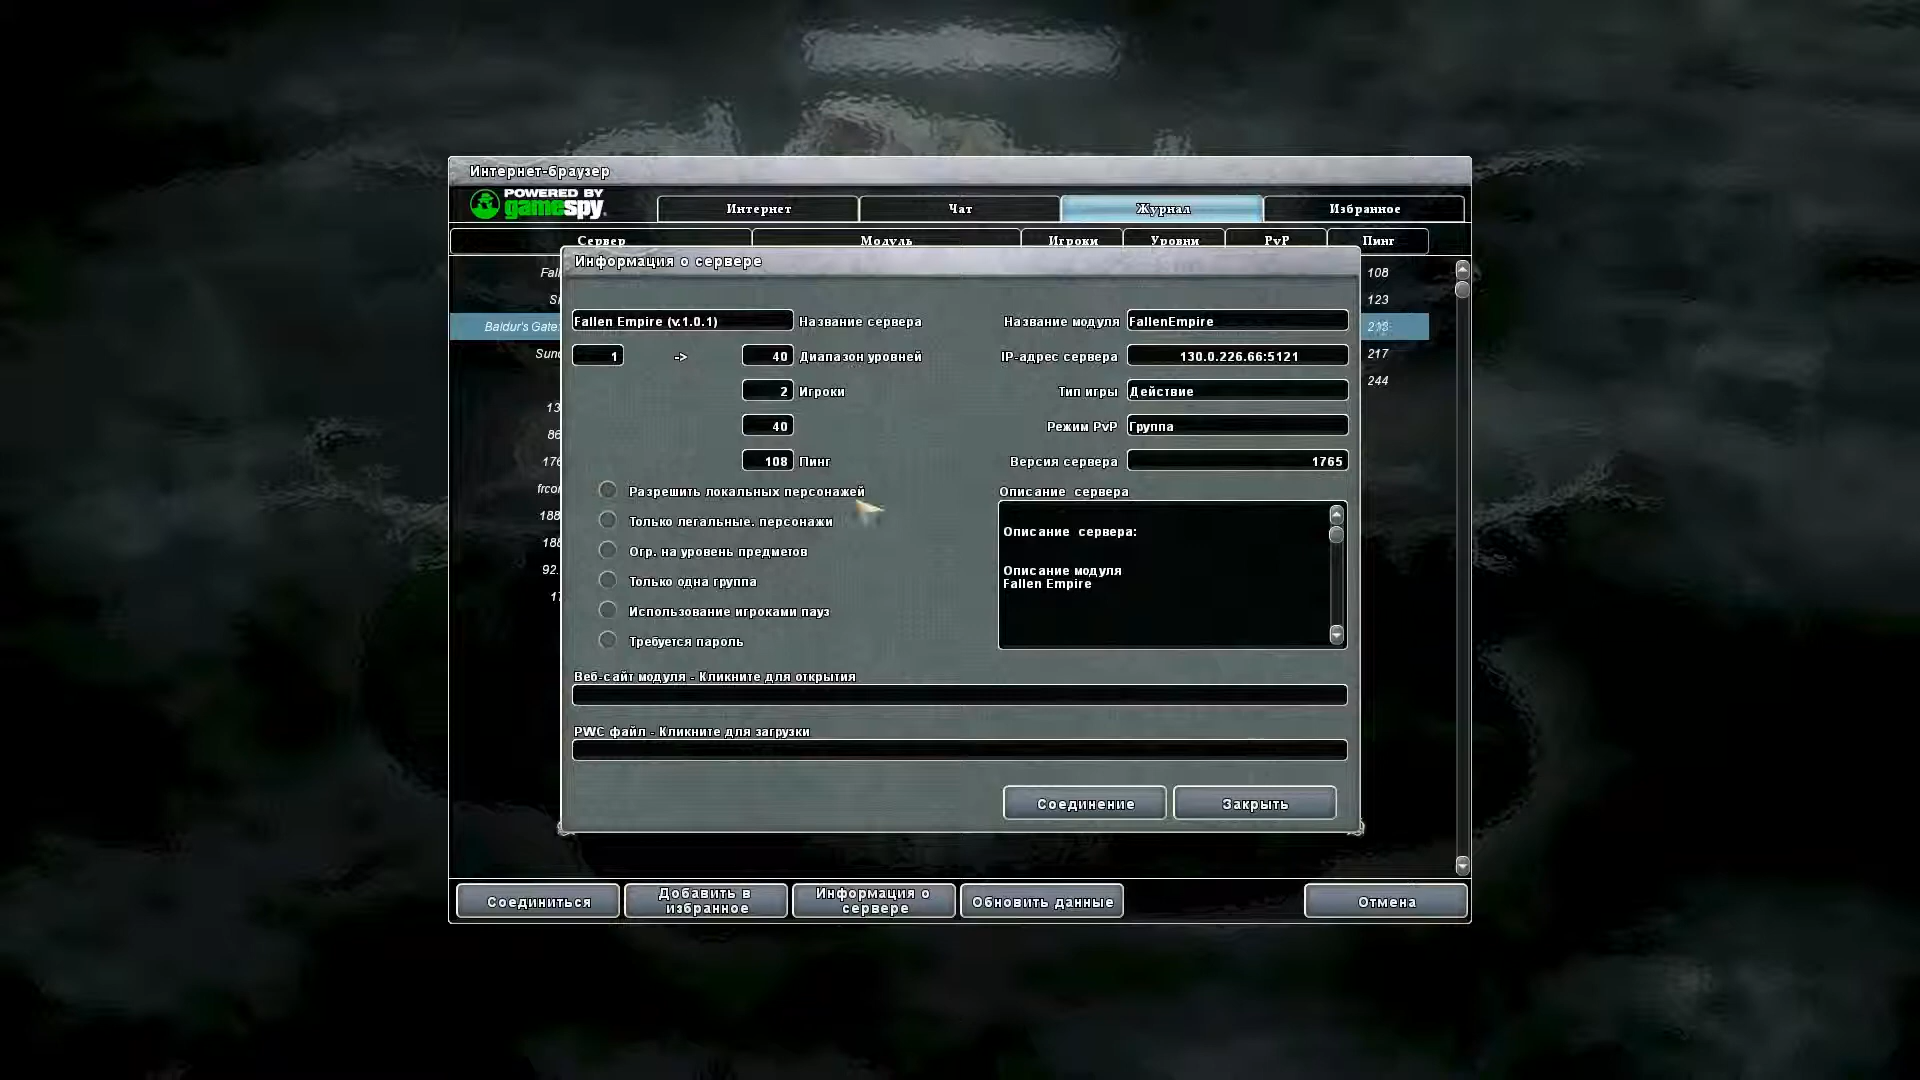 Интернет-браузер
POWERED BY
gamespy.
Интернет
Чат
Журнал
Избранное
Сервер
Модуль
Игроки
Уровни
PvP
Пинг
Информация о сервере
108
123
Baldur's Gate:
217
244
Fallen Empire (v.1.0.1) Название сервера
Название модуля FallenEmpire
1 -> 40 Диапазон уровней
IP-адрес сервера 130.0.226.66:5121
2 Игроки
Тип игры Действие
40
Режим PvP Группа
108 Пинг
Версия сервера 1765
Разрешить локальных персонажей
Только легальные. персонажи
Огр. на уровень предметов
Только одна группа
Использование игроками пауз
Требуется пароль
Описание сервера
Описание сервера:
Описание модуля
Fallen Empire
Веб-сайт модуля - Кликните для открытия
PWC файл - Кликните для загрузки
Соединение
Закрыть
Соединиться
Добавить в
избранное
Информация о
сервере
Обновить данные
Отмена